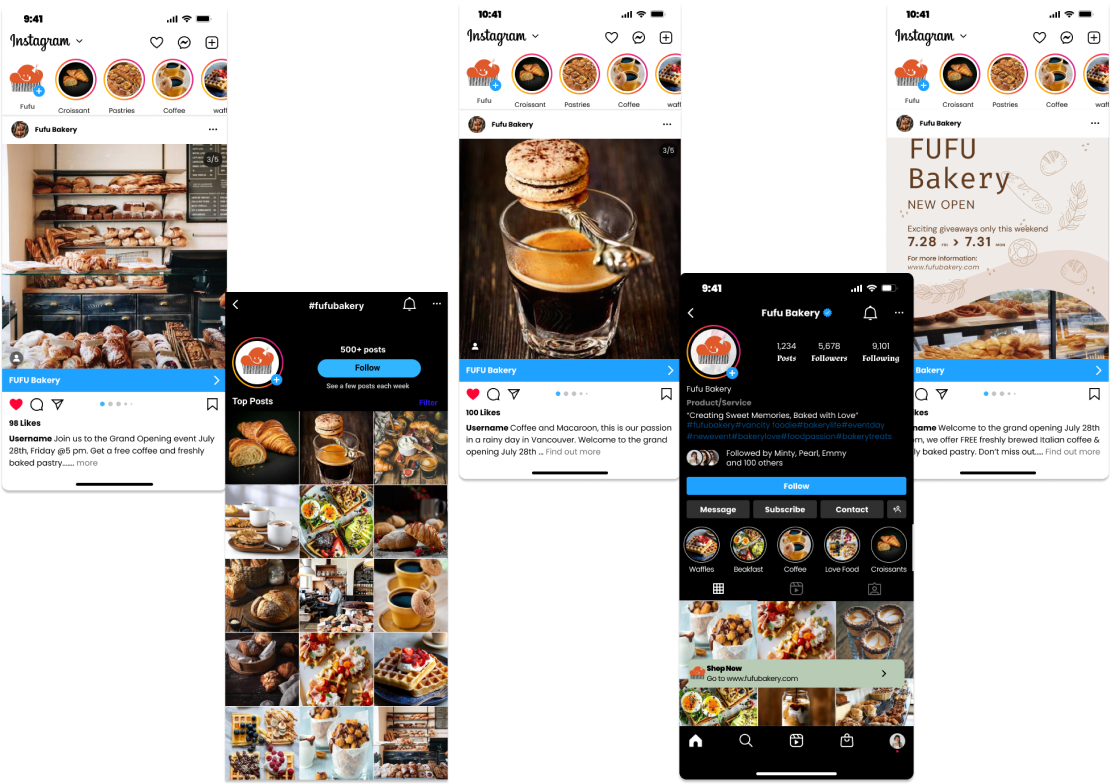 9:41
Instagram
Fufu
Croissant
Pastries
Coffee
waf
Fufu Bakery
3/5
FUFU Bakery
98 Likes
Username Join us to the Grand Opening event July
28th, Friday @5 pm. Get a free coffee and freshly
baked pastry...... more
#fufubakery
500+ posts
Follow
See a few posts each week
Top Posts
Filter
10:41
Instagram
Fufu
Croissant
Pastries
Coffee
waf
Fufu Bakery
3/5
FUFU Bakery
100 Likes
Username Coffee and Macaroon, this is our passion
in a rainy day in Vancouver. Welcome to the grand
opening July 28th ... Find out more
9:41
Fufu Bakery
1,234
Posts
5,678
Followers
9,101
Following
Fufu Bakery
Product/Service
“Creating Sweet Memories, Baked with Love”
#fufubakery#vancity foodie#bakerylife#eventday
#newevent#bakerylove#foodpassion#bakerytreats
Followed by Minty, Pearl, Emmy
and 100 others
Follow
Message
Subscribe
Contact
Waffles
Beakfast
Coffee
Love Food
Croissants
Shop Now
Go to www.fufubakery.com
10:41
Instagram
Fufu
Croissant
Pastries
Coffee
waf
Fufu Bakery
FUFU
Bakery
NEW OPEN
Exciting giveaways only this weekend
7.28 FRI > 7.31 MON
For more information:
www.fufubakery.com
Bakery
kes
name Welcome to
om, we offer FREE freshly brewed Italian coffee &
ly baked pastry. Don’t miss out.... Find out more